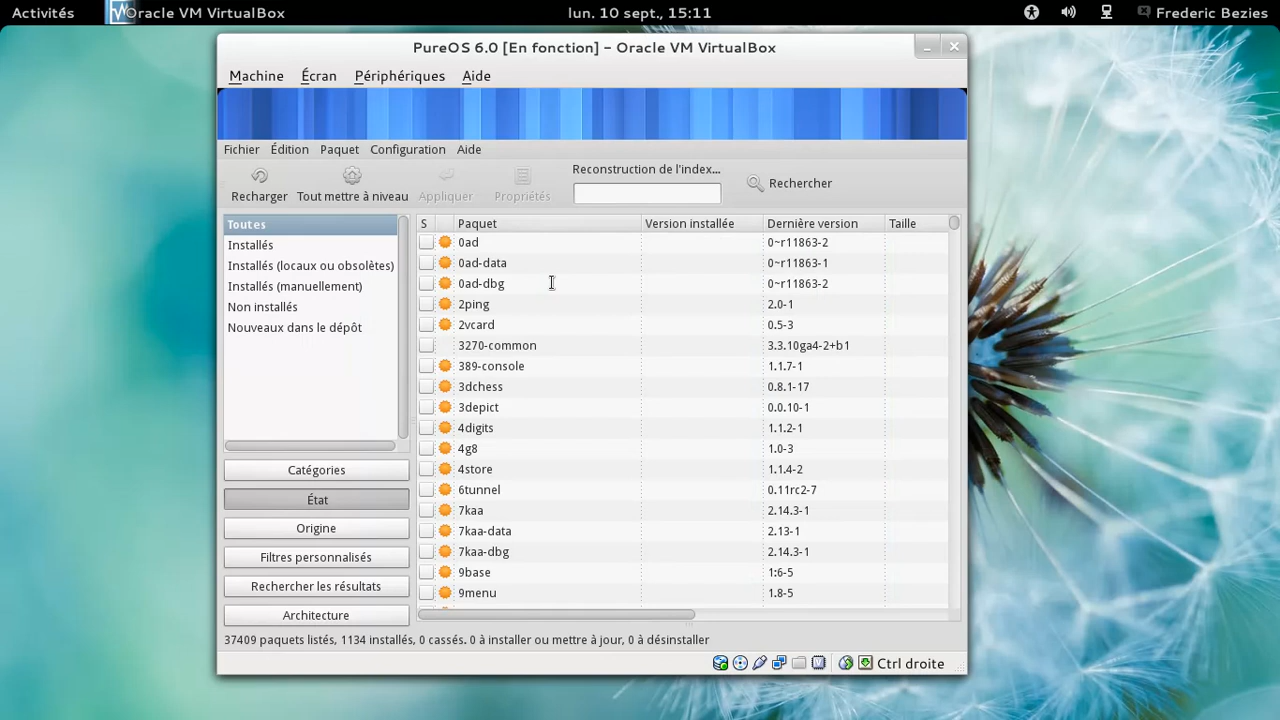 Activités Oracle VM VirtualBox lun. 10 sept., 15:11 Frederic Bezies
PureOS 6.0 [En fonction] – Oracle VM VirtualBox
Machine Écran Périphériques Aide
Fichier Édition Paquet Configuration Aide
Reconstruction de l'index...
Rechercher
Recharger Tout mettre à niveau Appliquer Propriétés
Toutes
Installés
Installés (locaux ou obsolètes)
Installés (manuellement)
Non installés
Nouveaux dans le dépôt
Catégories
État
Origine
Filtres personnalisés
Rechercher les résultats
Architecture
S Paquet Version installée Dernière version Taille
0ad 0~r11863-2
0ad-data 0~r11863-1
0ad-dbg 0~r11863-2
2ping 2.0-1
2vcard 0.5-3
3270-common 3.3.10ga4-2+b1
389-console 1.1.7-1
3dchess 0.8.1-17
3depict 0.0.10-1
4digits 1.1.2-1
4g8 1.0-3
4store 1.1.4-2
6tunnel 0.11rc2-7
7kaa 2.14.3-1
7kaa-data 2.13-1
7kaa-dbg 2.14.3-1
9base 1:6-5
9menu 1.8-5
37409 paquets listés, 1134 installés, 0 cassés. 0 à installer ou mettre à jour, 0 à désinstaller
Ctrl droite